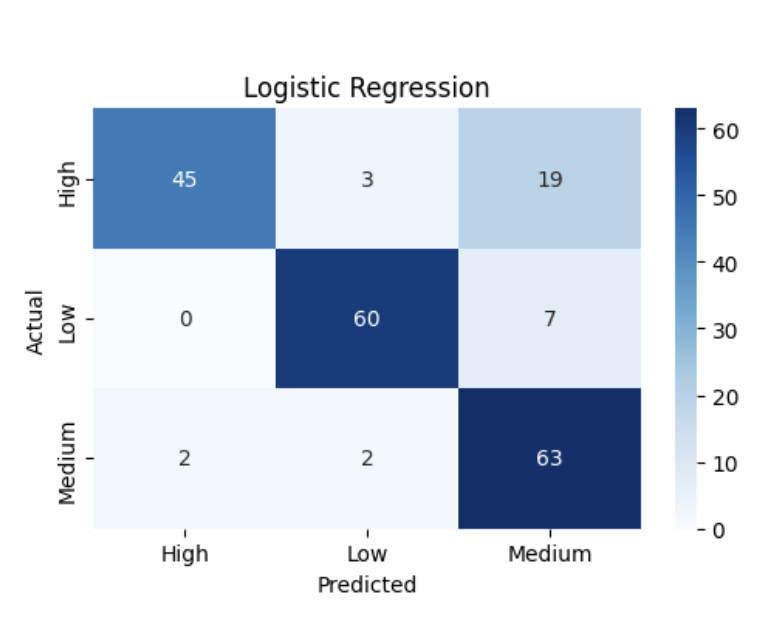 Logistic Regression
High 45 3 19
Low 0 60 7
Medium 2 2 63
Actual
High Low Medium
Predicted
60
50
40
30
20
10
0